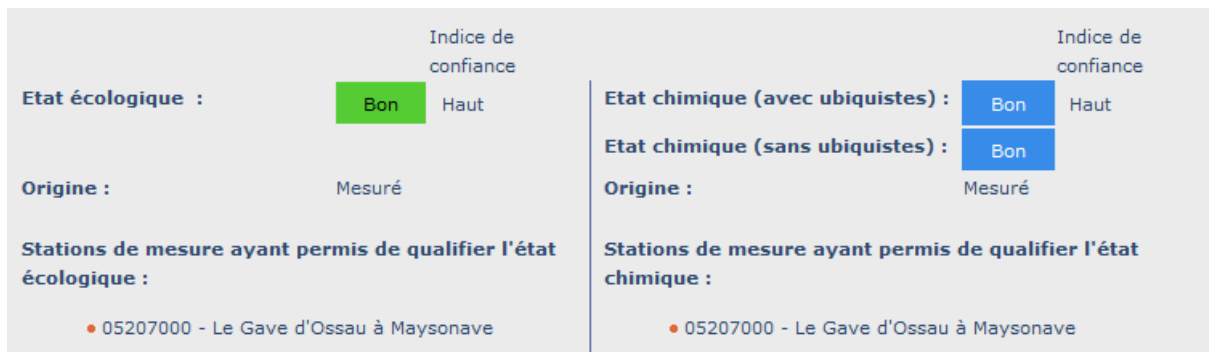 Indice de
confiance
Etat écologique :
Bon
Haut
Origine :
Mesuré
Stations de mesure ayant permis de qualifier l'état
écologique :
05207000 - Le Gave d'Ossau à Maysonave
Indice de
confiance
Etat chimique (avec ubiquistes) :
Bon
Haut
Etat chimique (sans ubiquistes) :
Bon
Origine :
Mesuré
Stations de mesure ayant permis de qualifier l'état
chimique :
05207000 - Le Gave d'Ossau à Maysonave